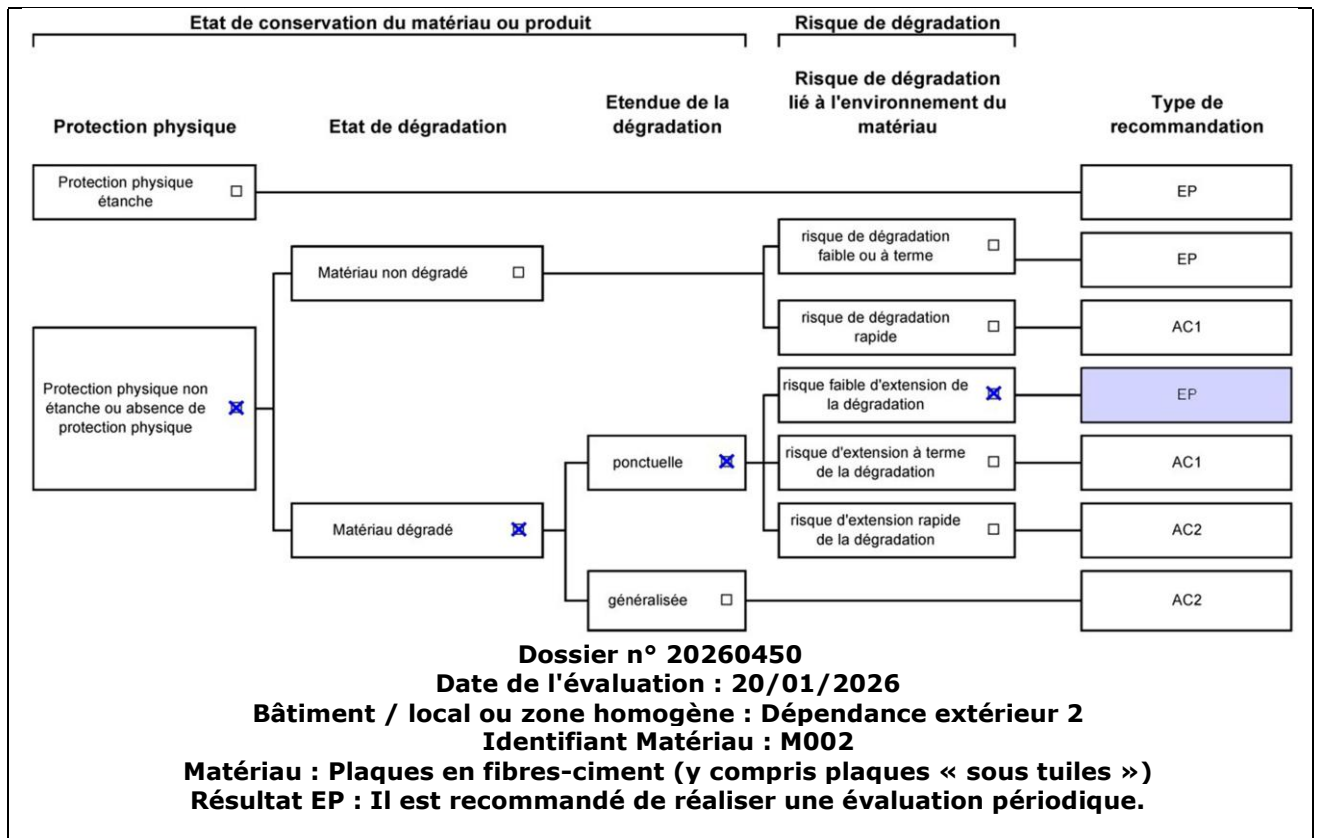 Etat de conservation du matériau ou produit
Risque de dégradation
Protection physique
Etat de dégradation
Etendue de la
dégradation
Risque de dégradation
lié à l'environnement du
matériau
Type de
recommandation
Protection physique
étanche
EP
Matériau non dégradé
risque de dégradation
faible ou à terme
EP
risque de dégradation
rapide
AC1
Protection physique non
étanche ou absence de
protection physique
risque faible d'extension de
la dégradation
EP
ponctuelle
risque d'extension à terme
de la dégradation
AC1
Matériau dégradé
risque d'extension rapide
de la dégradation
AC2
généralisée
AC2
Dossier n° 20260450
Date de l'évaluation : 20/01/2026
Bâtiment / local ou zone homogène : Dépendance extérieur 2
Identifiant Matériau : M002
Matériau : Plaques en fibres-ciment (y compris plaques « sous tuiles »)
Résultat EP : Il est recommandé de réaliser une évaluation périodique.